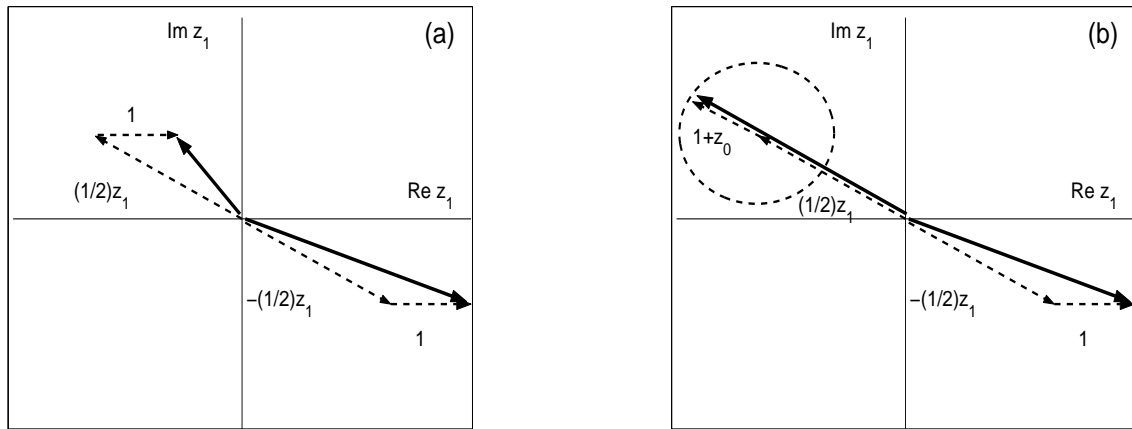 Im z₁
(a)
1
(1/2)z₁
Re z₁
−(1/2)z₁
1
Im z₁
(b)
1+z₀
(1/2)z₁
Re z₁
−(1/2)z₁
1